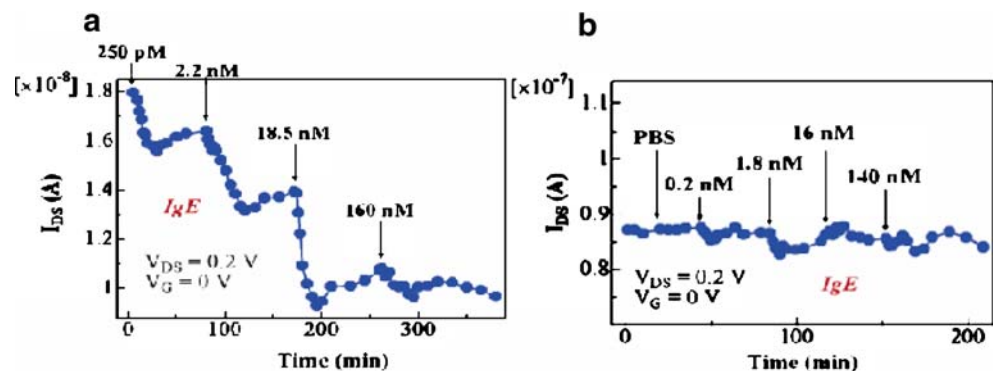 a
250 pM
2.2 nM
[×10⁻⁸]
1.8
1.6
1.4
1.2
1
I_DS (A)
18.5 nM
160 nM
IgE
V_DS = 0.2 V
V_G = 0 V
0 100 200 300
Time (min)
b
[×10⁻⁷]
1.1
1
0.9
0.8
I_DS (A)
PBS
0.2 nM
1.8 nM
16 nM
140 nM
V_DS = 0.2 V
V_G = 0 V
IgE
0 100 200
Time (min)